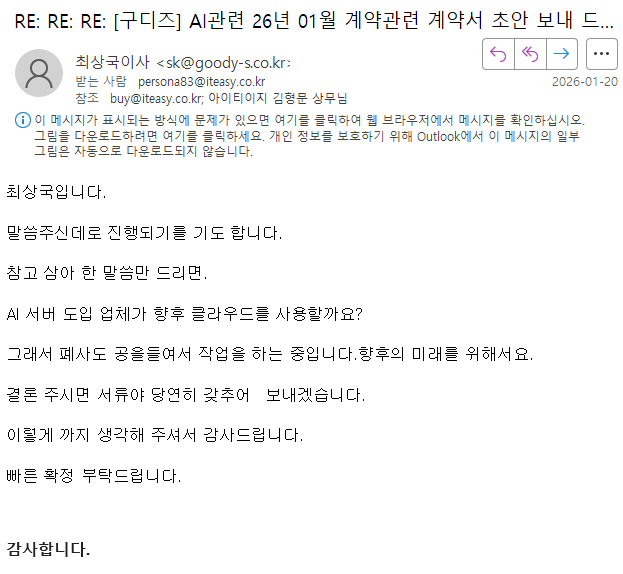 RE: RE: RE: [구디즈] AI관련 26년 01월 계약관련 계약서 초안 보내 드...
최상국이사 <sk@goody-s.co.kr>
받는 사람 persona83@iteasy.co.kr
2026-01-20
참조 buy@iteasy.co.kr; 아이티이지 김형문 상무님
이 메시지가 표시되는 방식에 문제가 있으면 여기를 클릭하여 웹 브라우저에서 메시지를 확인하십시오.
그림을 다운로드하려면 여기를 클릭하세요. 개인 정보를 보호하기 위해 Outlook에서 이 메시지의 일부
그림은 자동으로 다운로드되지 않습니다.
최상국입니다.
말씀주신데로 진행되기를 기도 합니다.
참고 삼아 한 말씀만 드리면.
AI 서버 도입 업체가 향후 클라우드를 사용할까요?
그래서 폐사도 공을들여서 작업을 하는 중입니다.향후의 미래를 위해서요.
결론 주시면 서류야 당연히 갖추어 보내겠습니다.
이렇게 까지 생각해 주셔서 감사드립니다.
빠른 확정 부탁드립니다.
감사합니다.